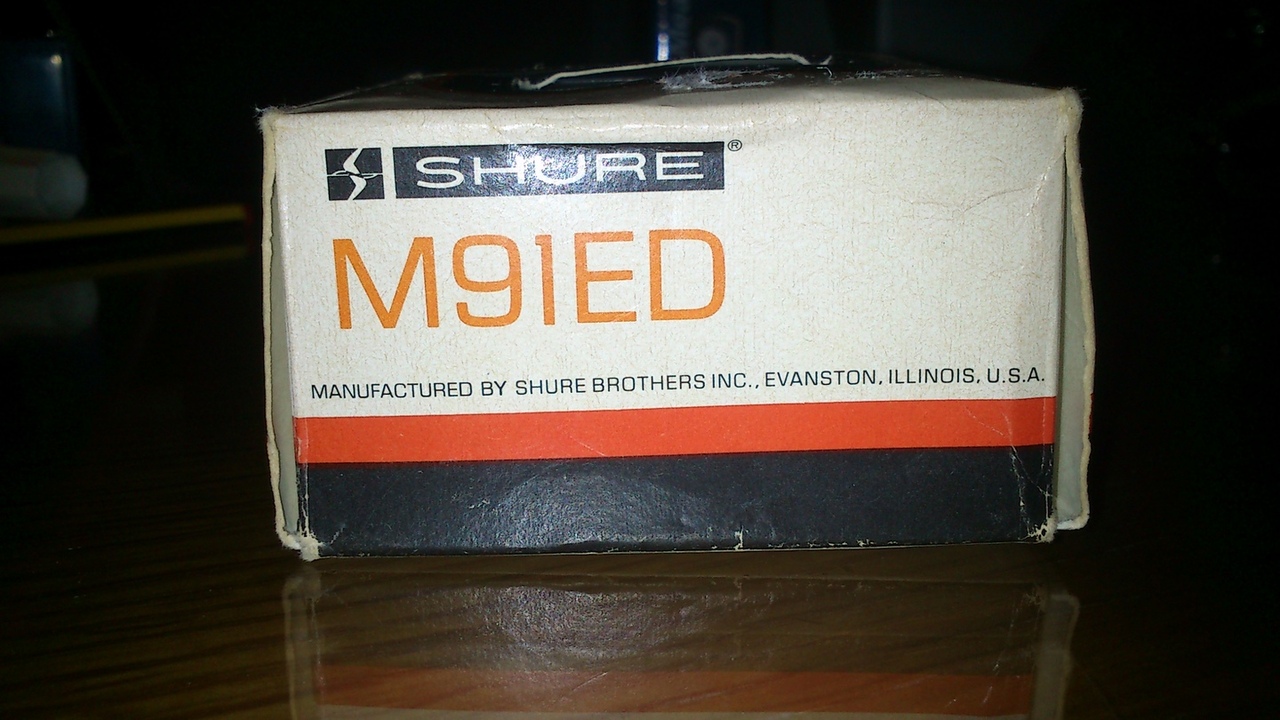 SHURE®
M91ED
MANUFACTURED BY SHURE BROTHERS INC., EVANSTON, ILLINOIS, U.S.A.